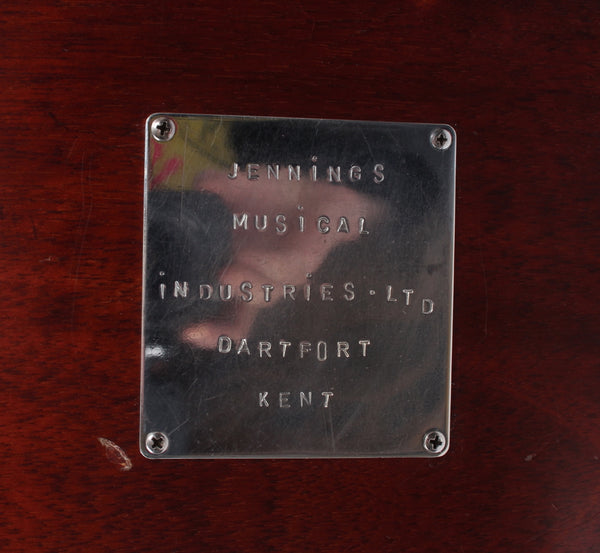 JENNiNGS
MUSiCAL
iNDUSTRiES·LTD
DARTFORT
KENT